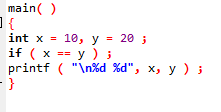 main( )
{
int x = 10, y = 20 ;
if ( x == y ) ;
printf ( "\n%d %d", x, y ) ;
}